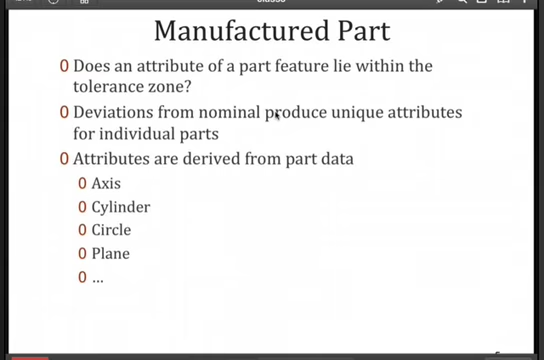 Manufactured Part
0 Does an attribute of a part feature lie within the
tolerance zone?
0 Deviations from nominal produce unique attributes
for individual parts
0 Attributes are derived from part data
0 Axis
0 Cylinder
0 Circle
0 Plane
0 ...